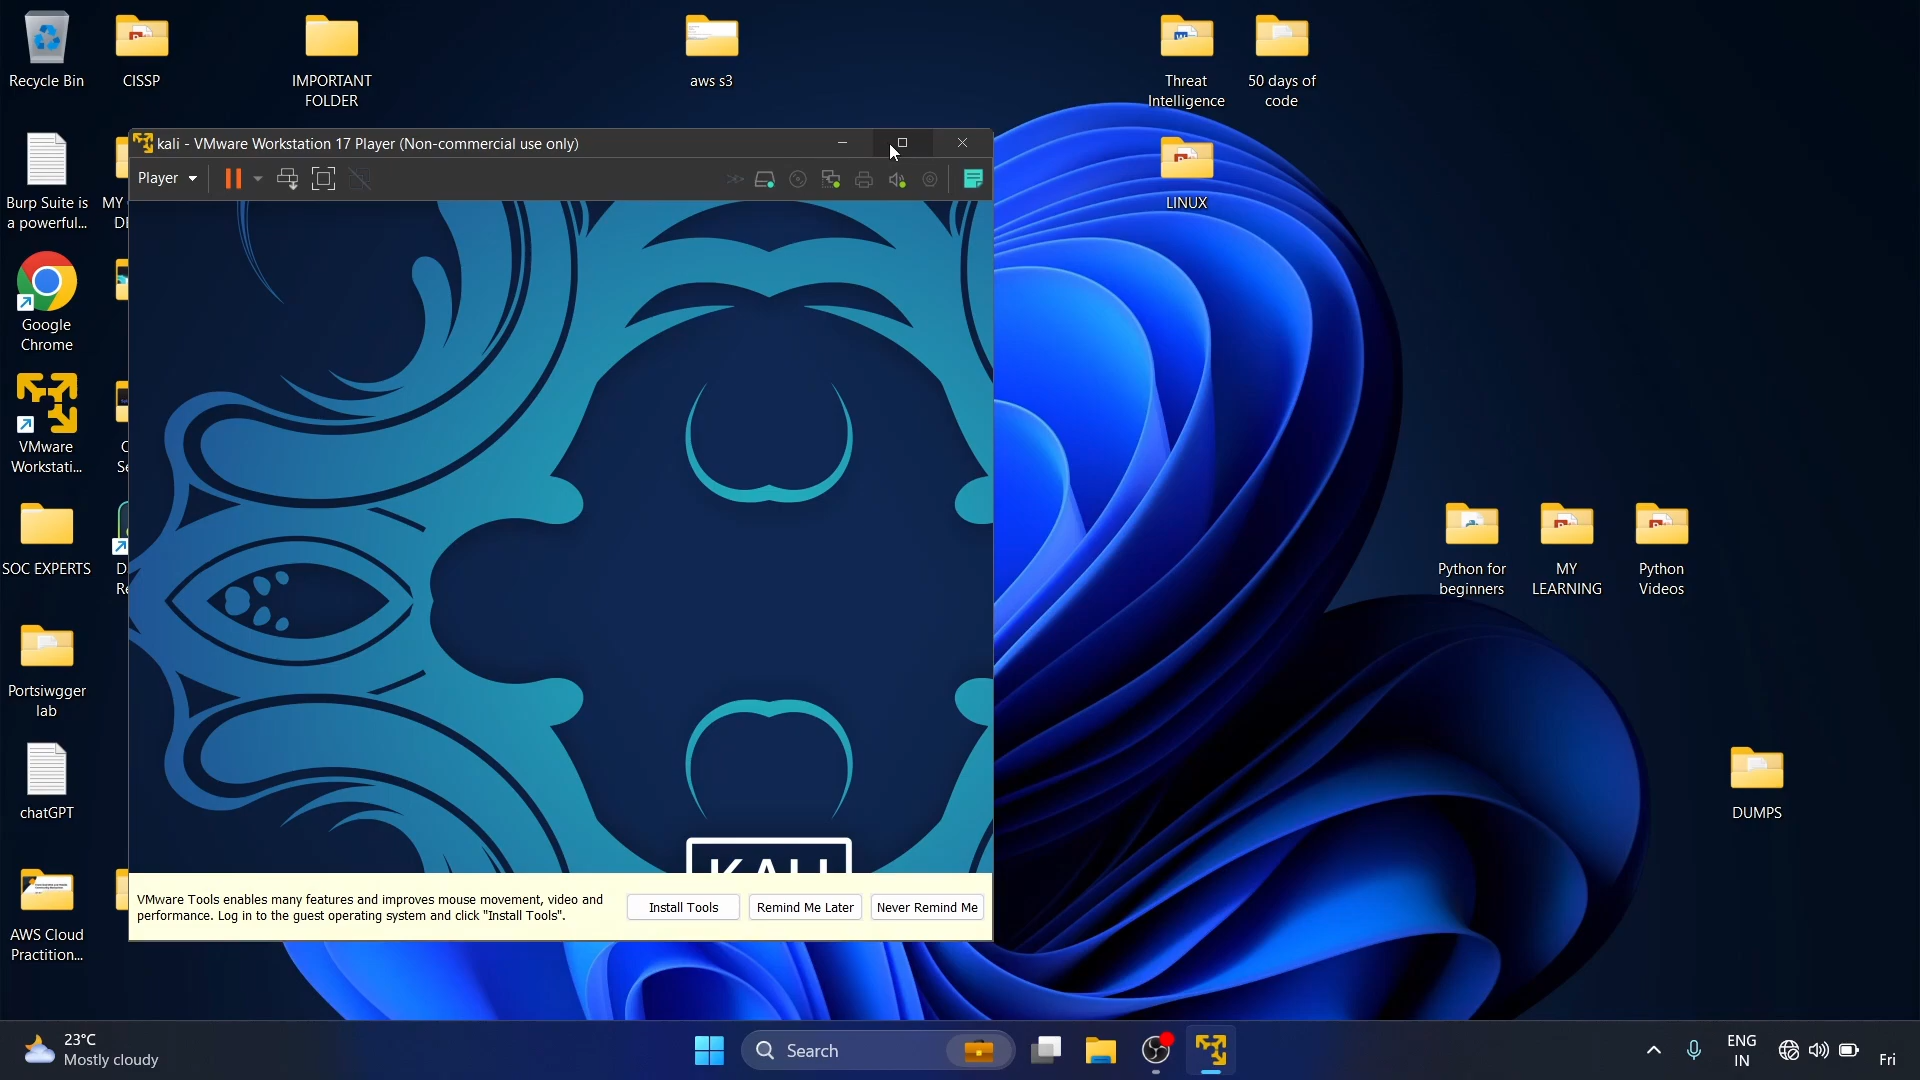 Recycle Bin
CISSP
IMPORTANT
FOLDER
aws s3
Threat
Intelligence
50 days of
code
kali - VMware Workstation 17 Player (Non-commercial use only)
Player
LINUX
Burp Suite is
a powerful...
MY
DE
Google
Chrome
VMware
Workstati...
C
Se
SOC EXPERTS
D
Re
Python for
beginners
MY
LEARNING
Python
Videos
Portsiwgger
lab
chatGPT
DUMPS
KALI
VMware Tools enables many features and improves mouse movement, video and
performance. Log in to the guest operating system and click "Install Tools".
Install Tools
Remind Me Later
Never Remind Me
AWS Cloud
Practition...
23°C
Mostly cloudy
Search
ENG
IN
Fri